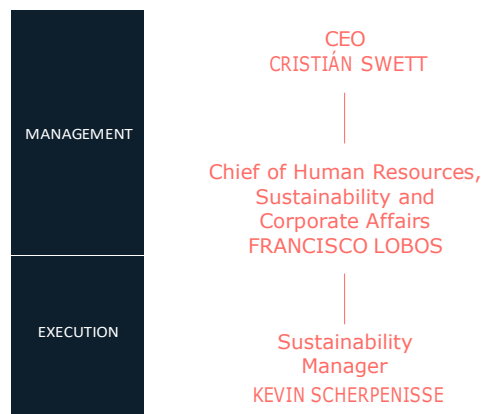 CEO
CRISTIÁN SWETT
MANAGEMENT
Chief of Human Resources,
Sustainability and
Corporate Affairs
FRANCISCO LOBOS
EXECUTION
Sustainability
Manager
KEVIN SCHERPENISSE